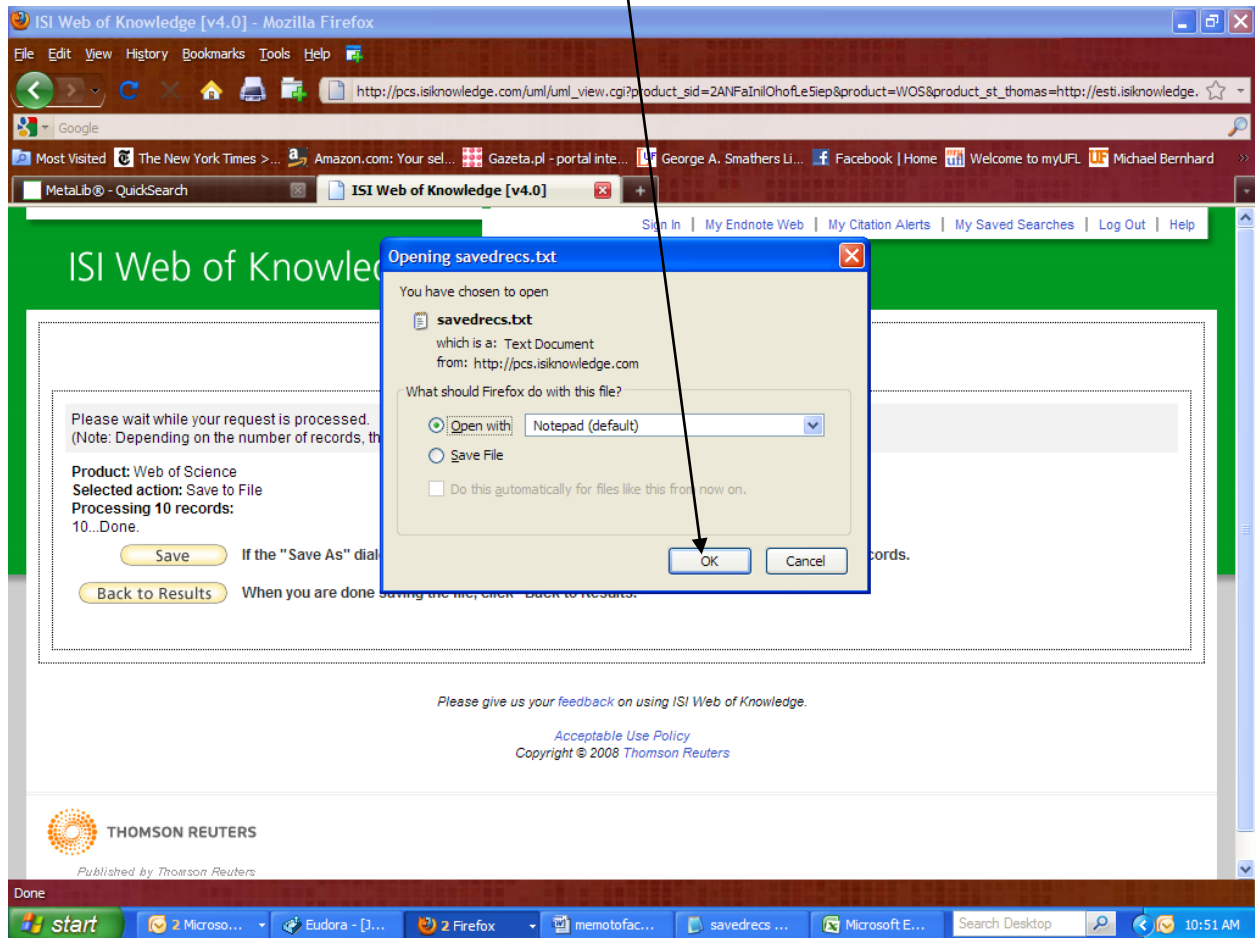 ISI Web of Knowledge [v4.0] - Mozilla Firefox
File Edit View History Bookmarks Tools Help
http://pcs.isiknowledge.com/uml/uml_view.cgi?product_sid=2ANFaInilOhofLe5iep&product=WOS&product_st_thomas=http://esti.isiknowledge.
Google
Most Visited The New York Times >... Amazon.com: Your sel... Gazeta.pl - portal inte... George A. Smathers Li... Facebook | Home Welcome to myUFL Michael Bernhard
MetaLib® - QuickSearch ISI Web of Knowledge [v4.0]
Sign In | My Endnote Web | My Citation Alerts | My Saved Searches | Log Out | Help
ISI Web of Knowled
Opening savedrecs.txt
You have chosen to open
savedrecs.txt
which is a: Text Document
from: http://pcs.isiknowledge.com
What should Firefox do with this file?
Open with Notepad (default)
Save File
Do this automatically for files like this from now on.
OK Cancel
Please wait while your request is processed.
(Note: Depending on the number of records, th
Product: Web of Science
Selected action: Save to File
Processing 10 records:
10...Done.
Save If the "Save As" dial cords.
Back to Results When you are done saving the file, click "Back to Results."
Please give us your feedback on using ISI Web of Knowledge.
Acceptable Use Policy
Copyright © 2008 Thomson Reuters
THOMSON REUTERS
Published by Thomson Reuters
Done
start 2 Microso... Eudora - [J... 2 Firefox memotofac... savedrecs ... Microsoft E... Search Desktop 10:51 AM